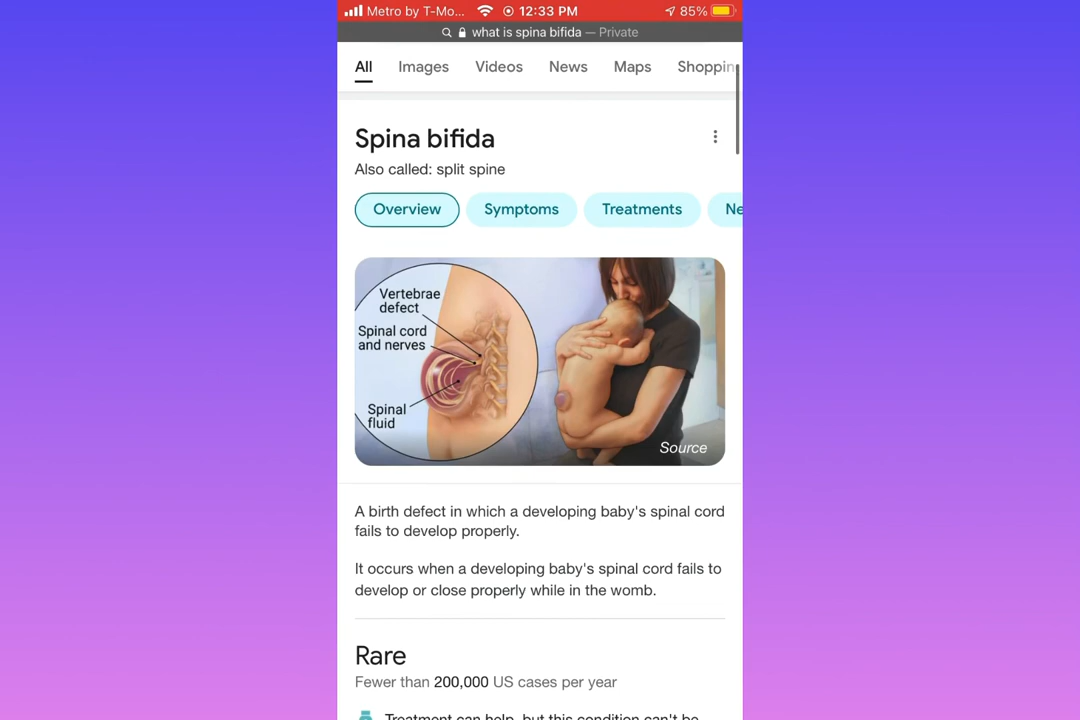 Metro by T-Mo... 12:33 PM 85%
what is spina bifida — Private
All Images Videos News Maps Shoppin
Spina bifida
Also called: split spine
Overview Symptoms Treatments Ne
Vertebrae
defect
Spinal cord
and nerves
Spinal
fluid
Source
A birth defect in which a developing baby's spinal cord
fails to develop properly.
It occurs when a developing baby's spinal cord fails to
develop or close properly while in the womb.
Rare
Fewer than 200,000 US cases per year
Treatment can help, but this condition can't be